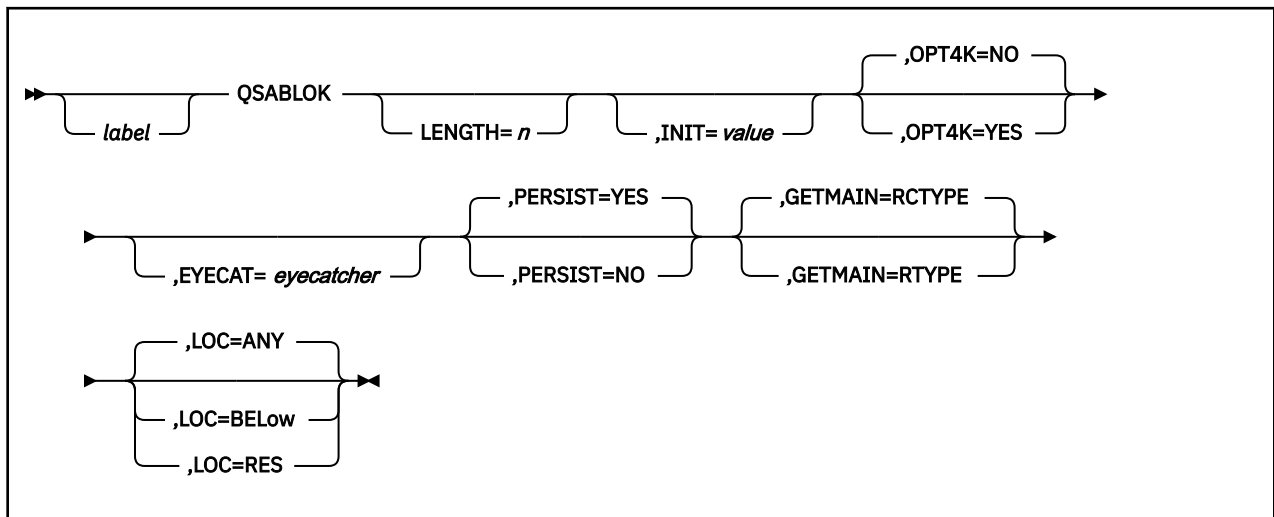 ,OPT4K=NO
QSABLOK
label
LENGTH= n
,INIT= value
,OPT4K=YES
,PERSIST=YES
,GETMAIN=RCTYPE
,EYECAT= eyecatcher
,PERSIST=NO
,GETMAIN=RTYPE
,LOC=ANY
,LOC=BELow
,LOC=RES